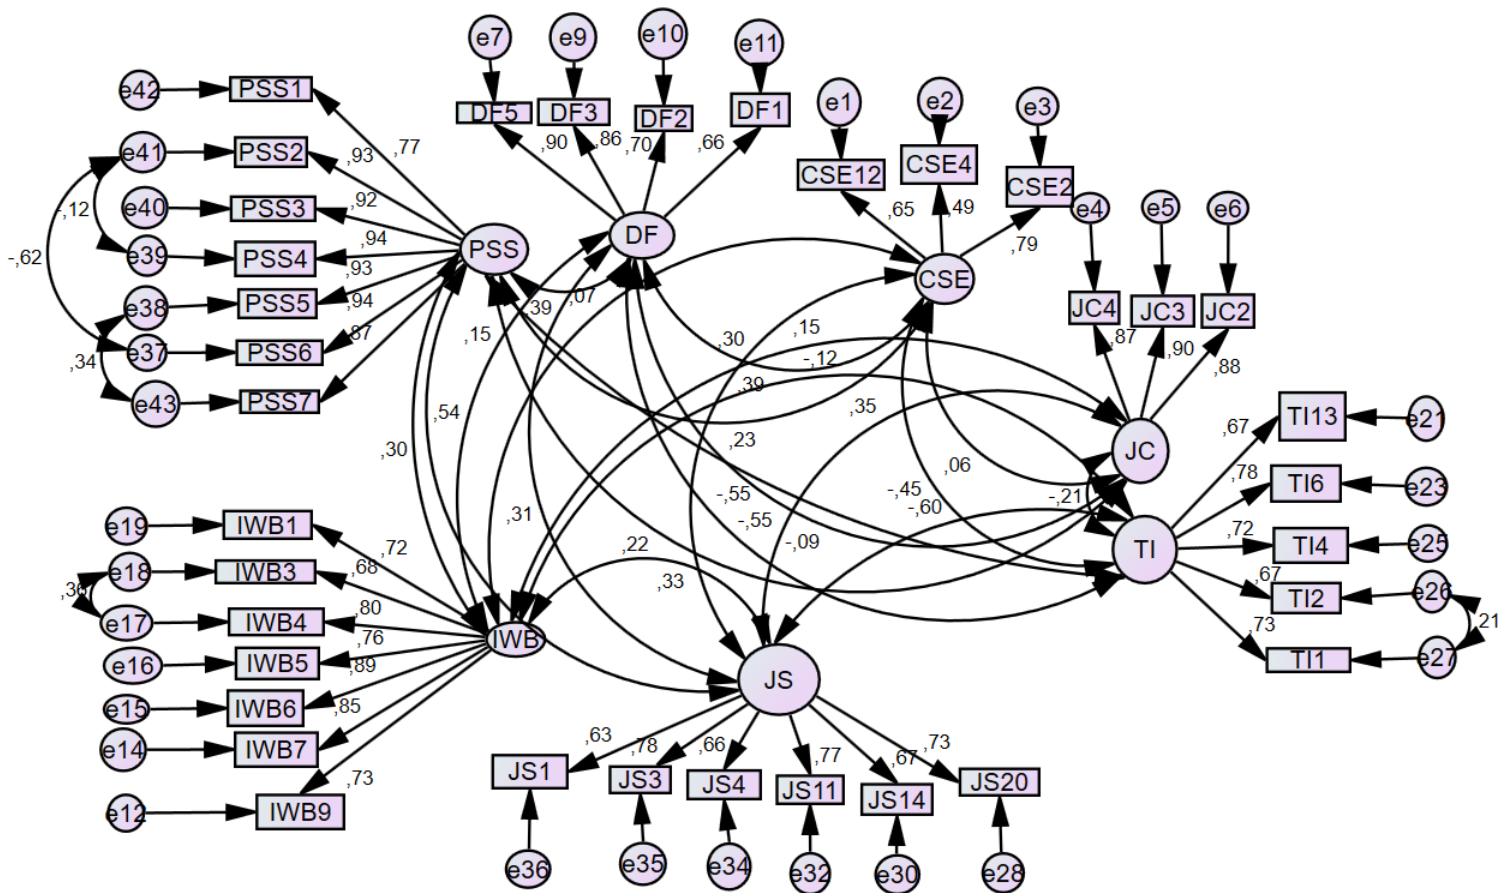 e7
e9
e10
e11
e42
PSS1
DF5
DF3
DF2
DF1
e1
e2
e3
,77
,90
,86
,70
,66
e41
PSS2
,93
CSE12
CSE4
CSE2
e40
PSS3
,92
-,12
,65
,49
,79
e4
e5
e6
PSS
DF
CSE
e39
PSS4
,94
-,62
,93
e38
PSS5
,94
,39
,07
JC4
JC3
JC2
,15
,30
,15
,87
,90
,88
e37
PSS6
,87
,34
-,12
e43
PSS7
,39
,54
,35
TI13
e21
,67
,30
,23
JC
,06
,78
TI6
e23
-,55
-,45
-,21
-,60
e19
IWB1
,31
-,55
,72
-,09
TI
,72
TI4
e25
,22
e18
IWB3
,68
,33
,67
,36
TI2
e26
e17
IWB4
,80
,76
,73
,21
IWB
e16
IWB5
,89
TI1
e27
JS
e15
IWB6
,85
e14
IWB7
,63
,78
,66
,77
,67
,73
,73
JS1
JS3
JS4
JS11
JS14
JS20
e12
IWB9
e36
e35
e34
e32
e30
e28